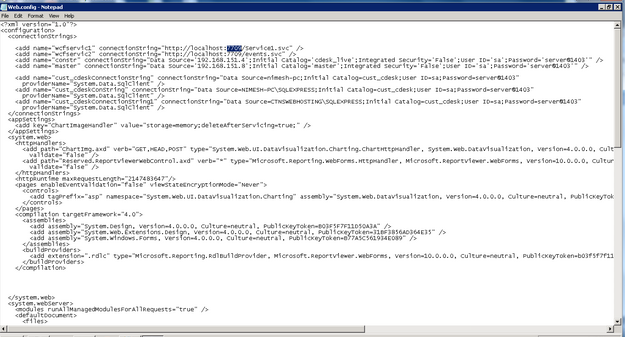 Web.config - Notepad
File Edit Format View Help
<?xml version="1.0"?>
<configuration>
<connectionStrings>
<add name="wcfservic1" connectionString="http://localhost:7709/Service1.svc" />
<add name="wcfservic2" connectionString="http://localhost:7709/events.svc" />
<add name="constr" connectionString="Data Source='192.168.151.4';Initial Catalog='cdesk_live';Integrated Security='False';User ID='sa';Password='server@1403'" />
<add name="master" connectionString="Data Source='192.168.151.8';Initial Catalog='master';Integrated Security='False';User ID='sa';Password='server@1403'" />
<add name="cust_cdeskConnectionString" connectionString="Data Source=nimesh-pc;Initial Catalog=cust_cdesk;User ID=sa;Password=server@1403"
providerName="System.Data.SqlClient" />
<add name="cust_cdeskConnectionString" connectionString="Data Source=NIMESH-PC\SQLEXPRESS;Initial Catalog=cust_cdesk;User ID=sa;Password=server@1403"
providerName="System.Data.SqlClient" />
<add name="cust_cdeskConnectionString1" connectionString="Data Source=CTNSWEBHOSTING\SQLEXPRESS;Initial Catalog=cust_cdesk;User ID=sa;Password=server@1403"
providerName="System.Data.SqlClient" />
</connectionStrings>
<appSettings>
<add key="ChartImageHandler" value="storage=memory;deleteAfterServicing=true;" />
</appSettings>
<system.web>
<httpHandlers>
<add path="ChartImg.axd" verb="GET,HEAD,POST" type="System.Web.UI.DataVisualization.Charting.ChartHttpHandler, System.Web.DataVisualization, Version=4.0.0.0, Cult
validate="false" />
<add path="Reserved.ReportViewerWebControl.axd" verb="*" type="Microsoft.Reporting.WebForms.HttpHandler, Microsoft.ReportViewer.WebForms, Version=10.0.0.0, Cultur
validate="false" />
</httpHandlers>
<httpRuntime maxRequestLength="2147483647"/>
<pages enableEventValidation="false" viewStateEncryptionMode="Never">
<controls>
<add tagPrefix="asp" namespace="System.Web.UI.DataVisualization.Charting" assembly="System.Web.DataVisualization, Version=4.0.0.0, Culture=neutral, PublicKeyToken
</controls>
</pages>
<compilation targetFramework="4.0">
<assemblies>
<add assembly="System.Design, Version=4.0.0.0, Culture=neutral, PublicKeyToken=B03F5F7F11D50A3A" />
<add assembly="System.Web.Extensions.Design, Version=4.0.0.0, Culture=neutral, PublicKeyToken=31BF3856AD364E35" />
<add assembly="System.Windows.Forms, Version=4.0.0.0, Culture=neutral, PublicKeyToken=B77A5C561934E089" />
</assemblies>
<buildProviders>
<add extension=".rdlc" type="Microsoft.Reporting.RdlBuildProvider, Microsoft.ReportViewer.WebForms, Version=10.0.0.0, Culture=neutral, PublicKeyToken=b03f5f7f11
</buildProviders>
</compilation>
</system.web>
<system.webServer>
<modules runAllManagedModulesForAllRequests="true" />
<defaultDocument>
<files>